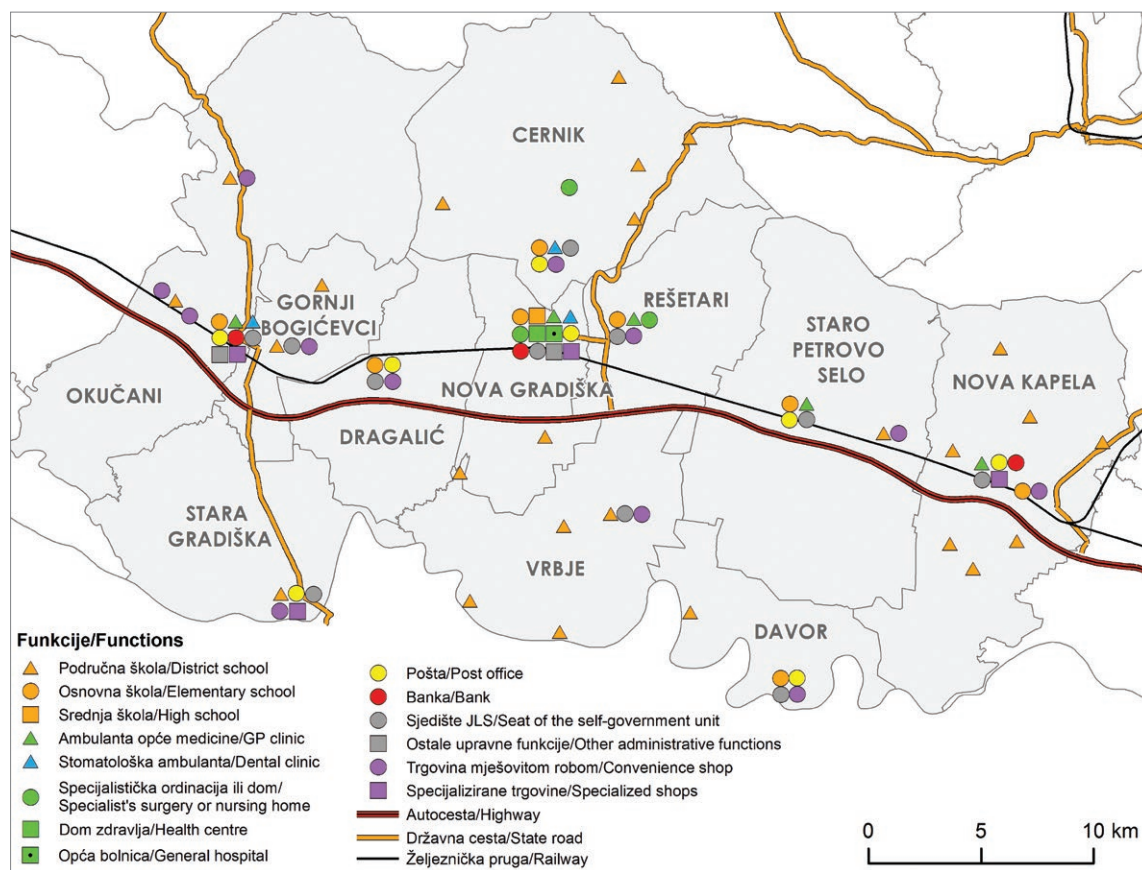 CERNIK
GORNJI
BOGIĆEVCI
REŠETARI
STARO
PETROVO
SELO
NOVA KAPELA
OKUČANI
NOVA GRADIŠKA
DRAGALIĆ
STARA
GRADIŠKA
VRBJE
DAVOR
Funkcije/Functions
Područna škola/District school
Osnovna škola/Elementary school
Srednja škola/High school
Ambulanta opće medicine/GP clinic
Stomatološka ambulanta/Dental clinic
Specijalistička ordinacija ili dom/
Specialist's surgery or nursing home
Dom zdravlja/Health centre
Opća bolnica/General hospital
Pošta/Post office
Banka/Bank
Sjedište JLS/Seat of the self-government unit
Ostale upravne funkcije/Other administrative functions
Trgovina mješovitom robom/Convenience shop
Specijalizirane trgovine/Specialized shops
Autocesta/Highway
Državna cesta/State road
Željeznička pruga/Railway
0 5 10 km